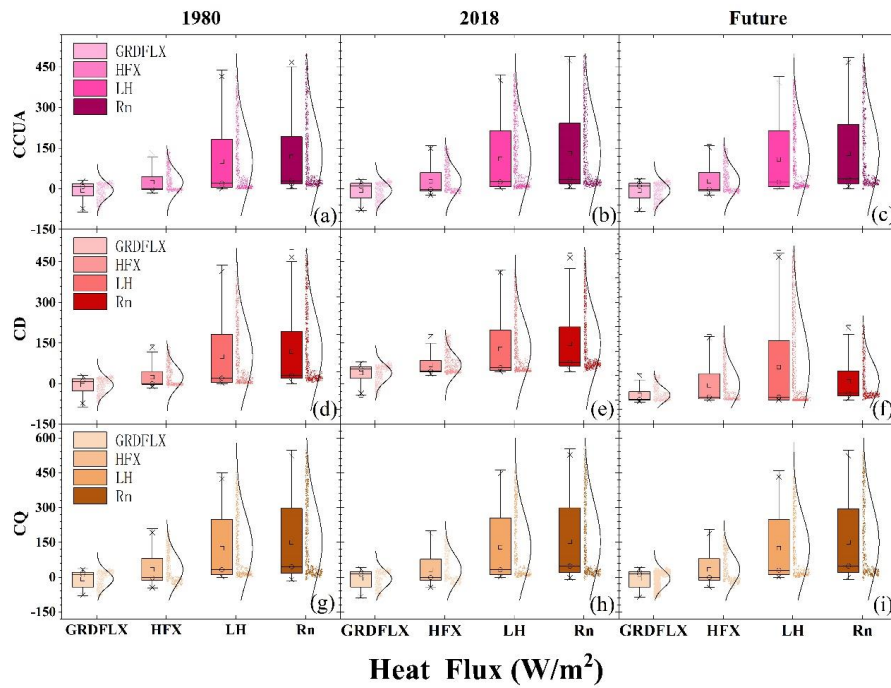 1980 2018 Future
CCUA
450
300
150
0
-150
GRDFLX
HFX
LH
Rn
(a) (b) (c)
CD
450
300
150
0
-150
GRDFLX
HFX
LH
Rn
(d) (e) (f)
CQ
600
450
300
150
0
-150
GRDFLX
HFX
LH
Rn
(g) (h) (i)
GRDFLX HFX LH Rn GRDFLX HFX LH Rn GRDFLX HFX LH Rn
Heat Flux (W/m²)